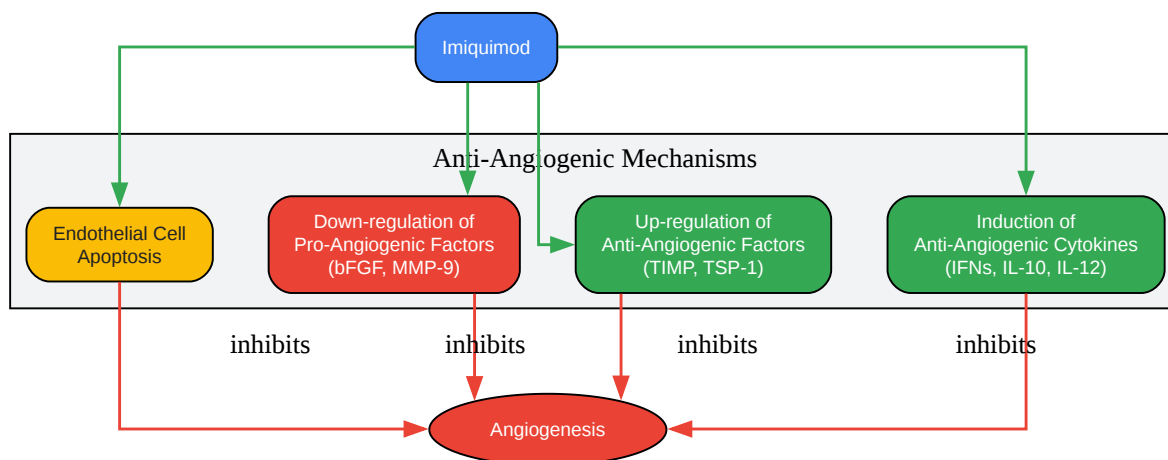 Imiquimod
Anti-Angiogenic Mechanisms
Endothelial Cell
Apoptosis
Down-regulation of
Pro-Angiogenic Factors
(bFGF, MMP-9)
Up-regulation of
Anti-Angiogenic Factors
(TIMP, TSP-1)
Induction of
Anti-Angiogenic Cytokines
(IFNs, IL-10, IL-12)
inhibits
inhibits
inhibits
inhibits
Angiogenesis